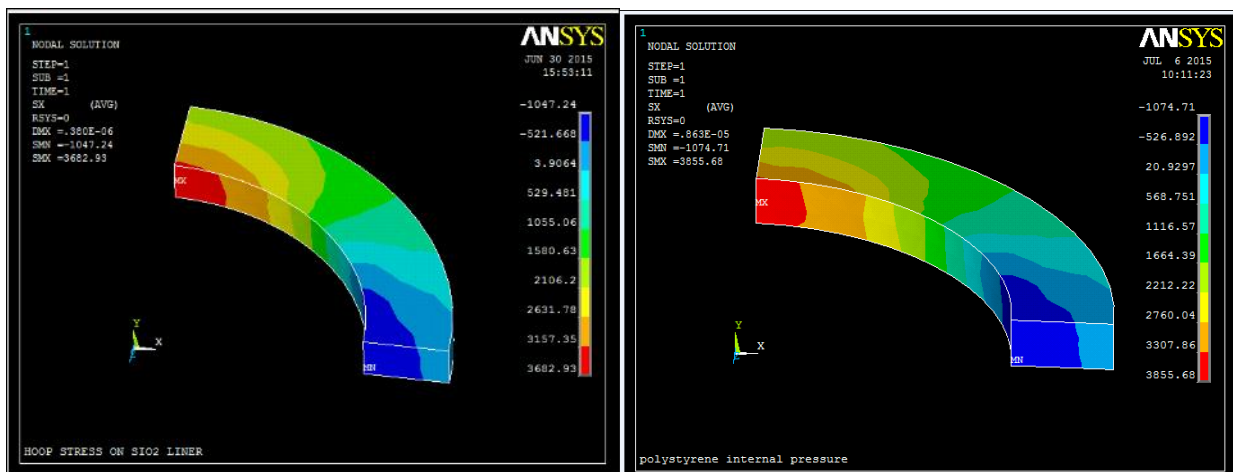 1
NODAL SOLUTION
STEP=1
SUB =1
TIME=1
SX (AVG)
RSYS=0
DMX =.380E-06
SMN =-1047.24
SMX =3682.93
ANSYS
JUN 30 2015
15:53:11
-1047.24
-521.668
3.9064
529.481
1055.06
1580.63
2106.2
2631.78
3157.35
3682.93
MX
MN
Y
X
HOOP STRESS ON SIO2 LINER
1
NODAL SOLUTION
STEP=1
SUB =1
TIME=1
SX (AVG)
RSYS=0
DMX =.863E-05
SMN =-1074.71
SMX =3855.68
ANSYS
JUL 6 2015
10:11:23
-1074.71
-526.892
20.9297
568.751
1116.57
1664.39
2212.22
2760.04
3307.86
3855.68
MX
MN
Y
X
polystyrene internal pressure